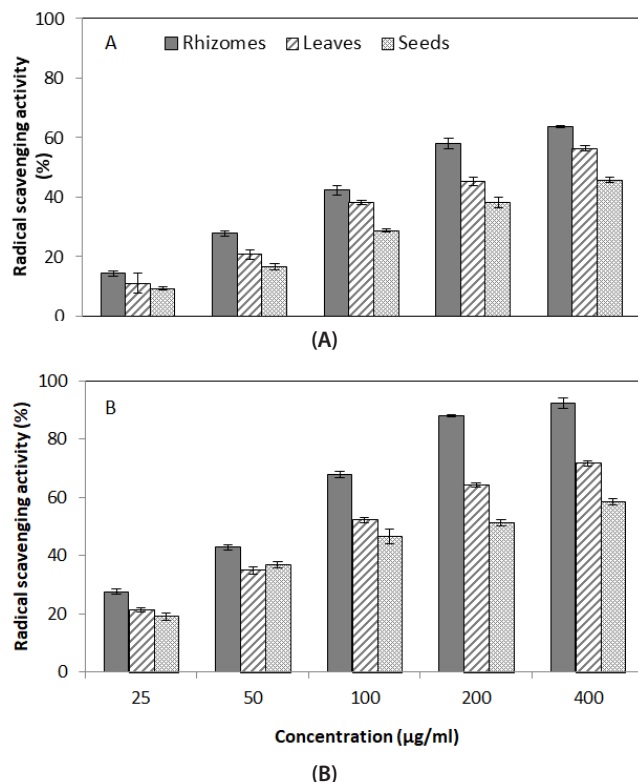 100
A
Rhizomes Leaves Seeds
80
60
40
20
0
Radical scavenging activity
(%)
(A)
100
B
80
60
40
20
0
Radical scavenging activity (%)
25 50 100 200 400
Concentration (µg/ml)
(B)